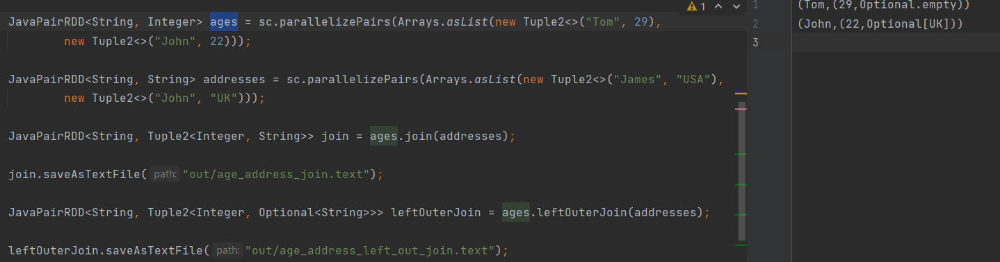 JavaPairRDD<String, Integer> ages = sc.parallelizePairs(Arrays.asList(new Tuple2<>("Tom", 29),
new Tuple2<>("John", 22)));
JavaPairRDD<String, String> addresses = sc.parallelizePairs(Arrays.asList(new Tuple2<>("James", "USA"),
new Tuple2<>("John", "UK")));
JavaPairRDD<String, Tuple2<Integer, String>> join = ages.join(addresses);
join.saveAsTextFile( path: "out/age_address_join.text");
JavaPairRDD<String, Tuple2<Integer, Optional<String>>> leftOuterJoin = ages.leftOuterJoin(addresses);
leftOuterJoin.saveAsTextFile( path: "out/age_address_left_out_join.text");
1
1 (Tom,(29,Optional.empty))
2 (John,(22,Optional[UK]))
3